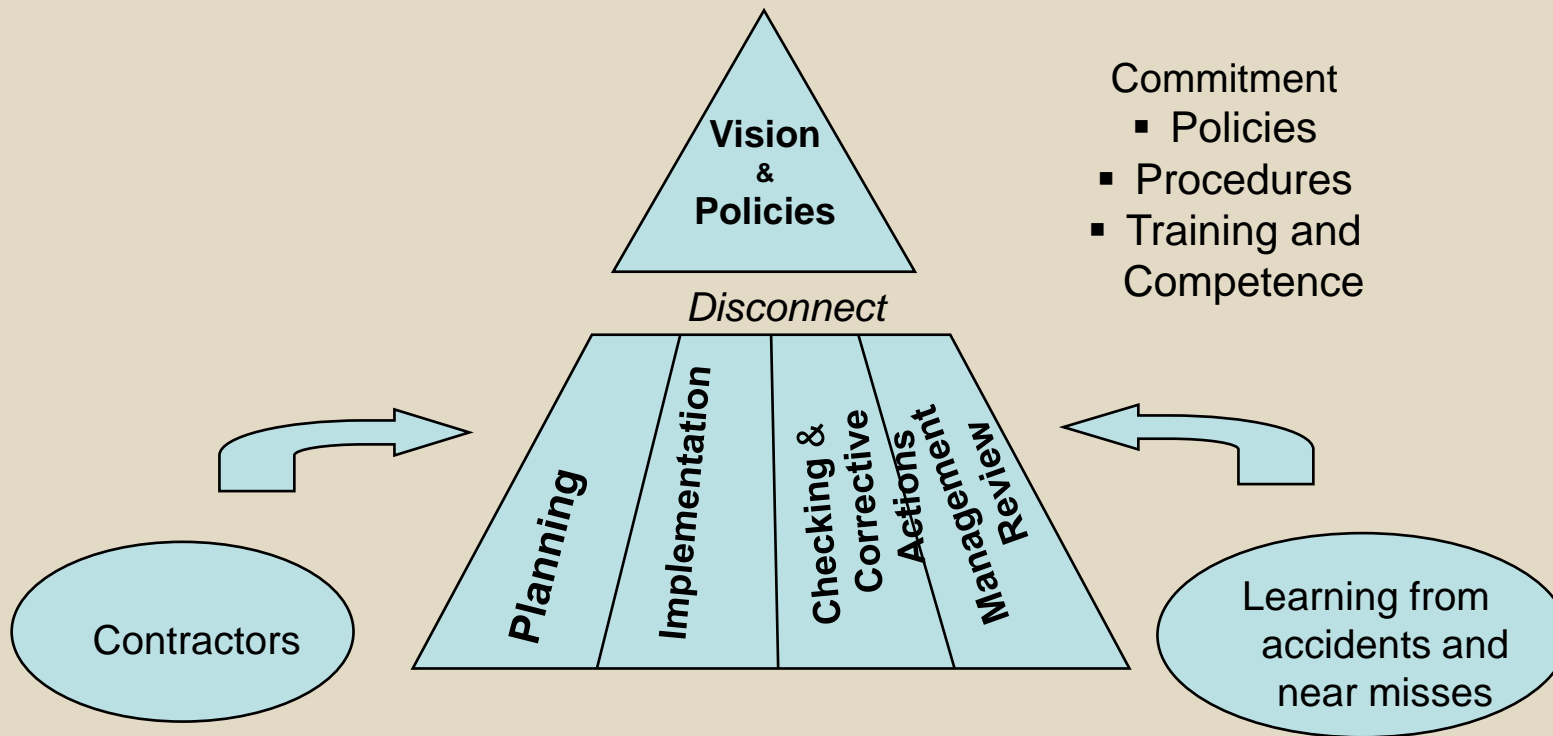 Vision
&
Policies
Commitment
▪ Policies
▪ Procedures
▪ Training and
Competence
Disconnect
Planning
Implementation
Checking &
Corrective
Actions
Management
Review
Contractors
Learning from
accidents and
near misses